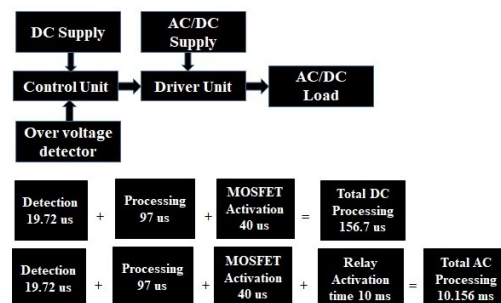 DC Supply
AC/DC
Supply
Control Unit
Driver Unit
AC/DC
Load
Over voltage
detector
Detection
19.72 us
+
Processing
97 us
+
MOSFET
Activation
40 us
=
Total DC
Processing
156.7 us
Detection
19.72 us
+
Processing
97 us
+
MOSFET
Activation
40 us
+
Relay
Activation
time 10 ms
=
Total AC
Processing
10.156 ms